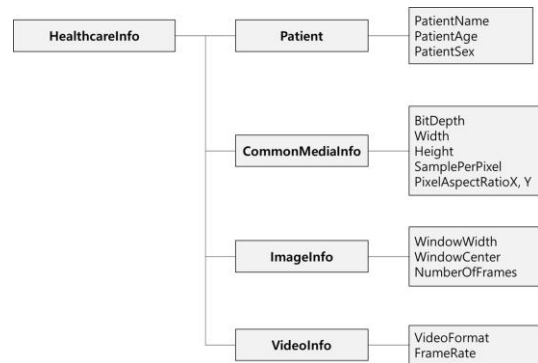 HealthcareInfo
Patient
PatientName
PatientAge
PatientSex
CommonMediaInfo
BitDepth
Width
Height
SamplePerPixel
PixelAspectRatioX, Y
ImageInfo
WindowWidth
WindowCenter
NumberOfFrames
VideoInfo
VideoFormat
FrameRate